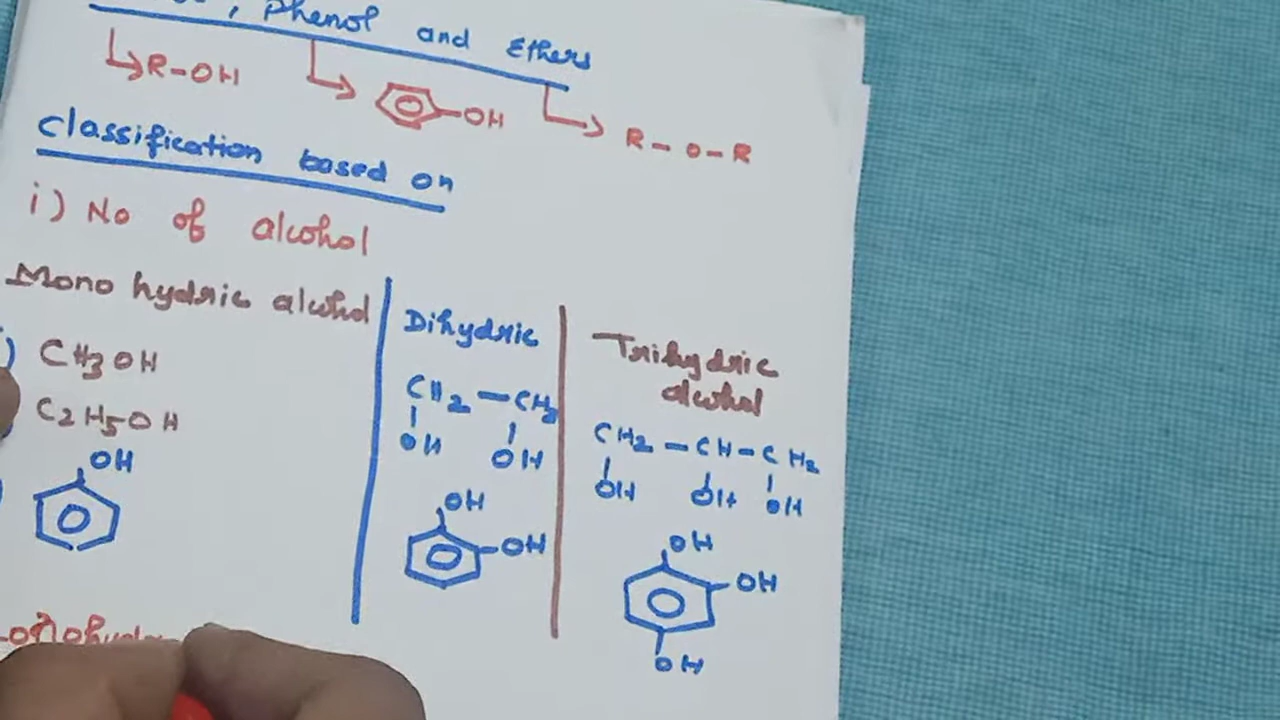 , Phenol and Ethers
R-OH
-OH
R-O-R
Classification based on
i) No of alcohol
Mono hydric alcohol
Dihydric
Trihydric
alcohol
) CH3OH
C2H5OH
OH
CH2-CH2
OH OH
OH
-OH
CH2-CH-CH2
OH OH OH
OH
OH
OH